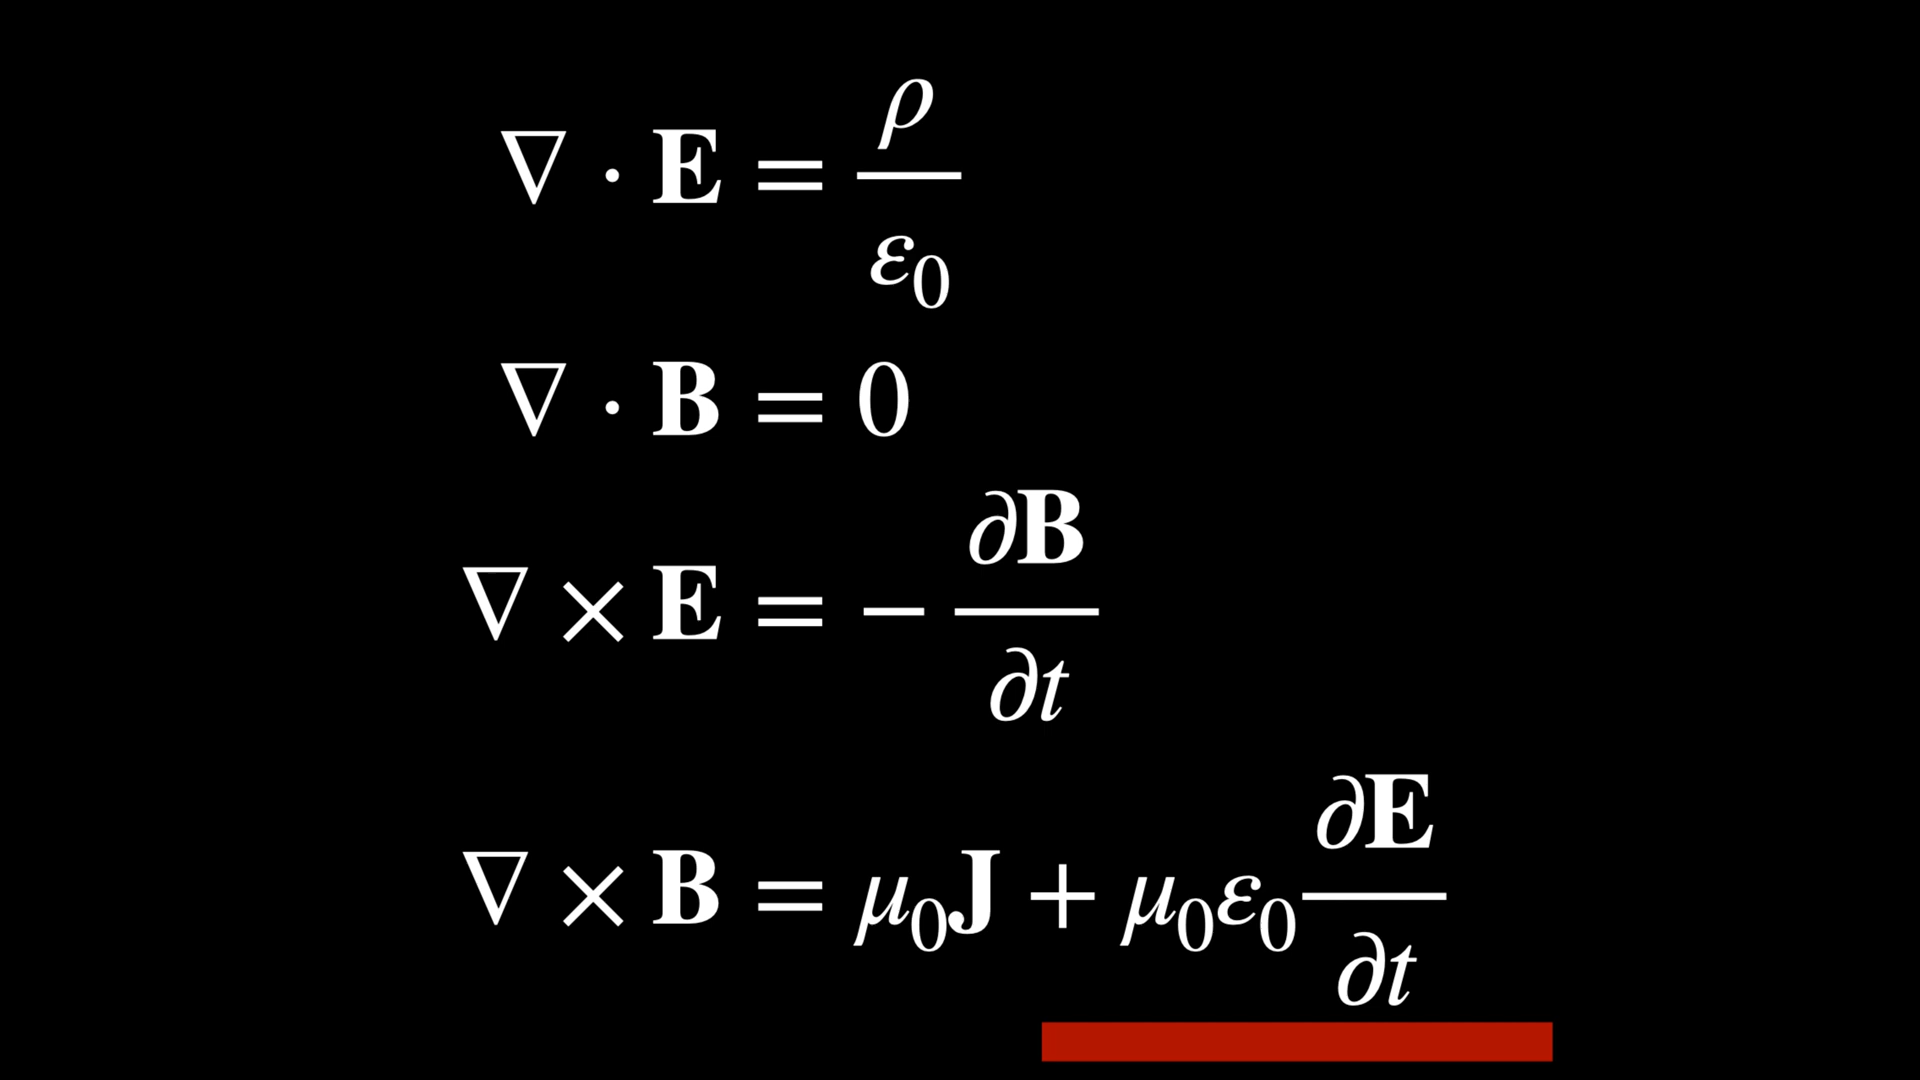 ∇ · E = ρ/ε₀
∇ · B = 0
∇ × E = − ∂B/∂t
∇ × B = μ₀J + μ₀ε₀ ∂E/∂t